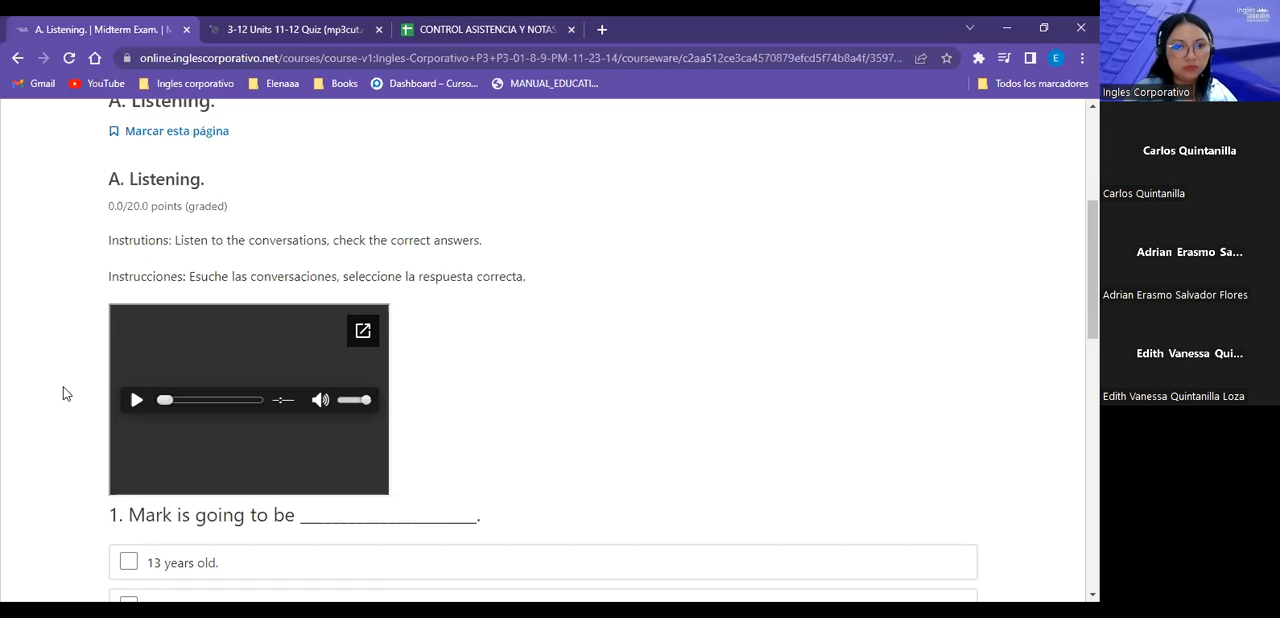 A. Listening. | Midterm Exam. |
3-12 Units 11-12 Quiz (mp3cut.
CONTROL ASISTENCIA Y NOTAS
online.inglescorporativo.net/courses/course-v1:Ingles-Corporativo+P3+P3-01-8-9-PM-11-23-14/courseware/c2aa512ce3ca4570879efcd5f74b8a4f/3597...
E
Gmail
YouTube
Ingles corporativo
Elenaaa
Books
Dashboard – Curso...
MANUAL_EDUCATI...
Todos los marcadores
A. Listening.
Marcar esta página
A. Listening.
0.0/20.0 points (graded)
Instrutions: Listen to the conversations, check the correct answers.
Instrucciones: Esuche las conversaciones, seleccione la respuesta correcta.
-:--
1. Mark is going to be ____________________.
13 years old.
Ingles Corporativo
Carlos Quintanilla
Carlos Quintanilla
Adrian Erasmo Sa...
Adrian Erasmo Salvador Flores
Edith Vanessa Qui...
Edith Vanessa Quintanilla Loza